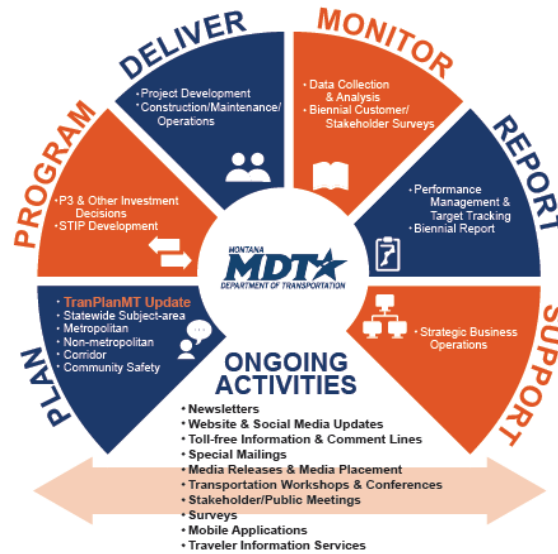 PLAN
• TranPlanMT Update
• Statewide Subject-area
• Metropolitan
• Non-metropolitan
• Corridor
• Community Safety
PROGRAM
• P3 & Other Investment
Decisions
• STIP Development
DELIVER
• Project Development
• Construction/Maintenance/
Operations
MONITOR
• Data Collection
& Analysis
• Biennial Customer/
Stakeholder Surveys
REPORT
• Performance
Management &
Target Tracking
• Biennial Report
SUPPORT
• Strategic Business
Operations
MONTANA
MDT
DEPARTMENT OF TRANSPORTATION
ONGOING
ACTIVITIES
• Newsletters
• Website & Social Media Updates
• Toll-free Information & Comment Lines
• Special Mailings
• Media Releases & Media Placement
• Transportation Workshops & Conferences
• Stakeholder/Public Meetings
• Surveys
• Mobile Applications
• Traveler Information Services